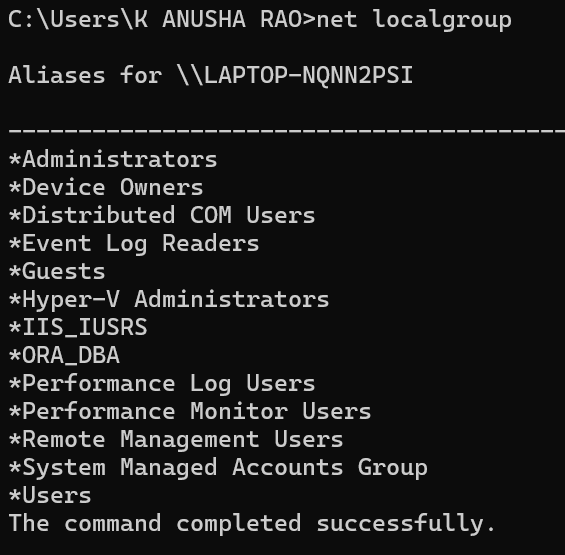 C:\Users\K ANUSHA RAO>net localgroup
Aliases for \\LAPTOP-NQNN2PSI
-------------------------------------------------------------------------------
*Administrators
*Device Owners
*Distributed COM Users
*Event Log Readers
*Guests
*Hyper-V Administrators
*IIS_IUSRS
*ORA_DBA
*Performance Log Users
*Performance Monitor Users
*Remote Management Users
*System Managed Accounts Group
*Users
The command completed successfully.